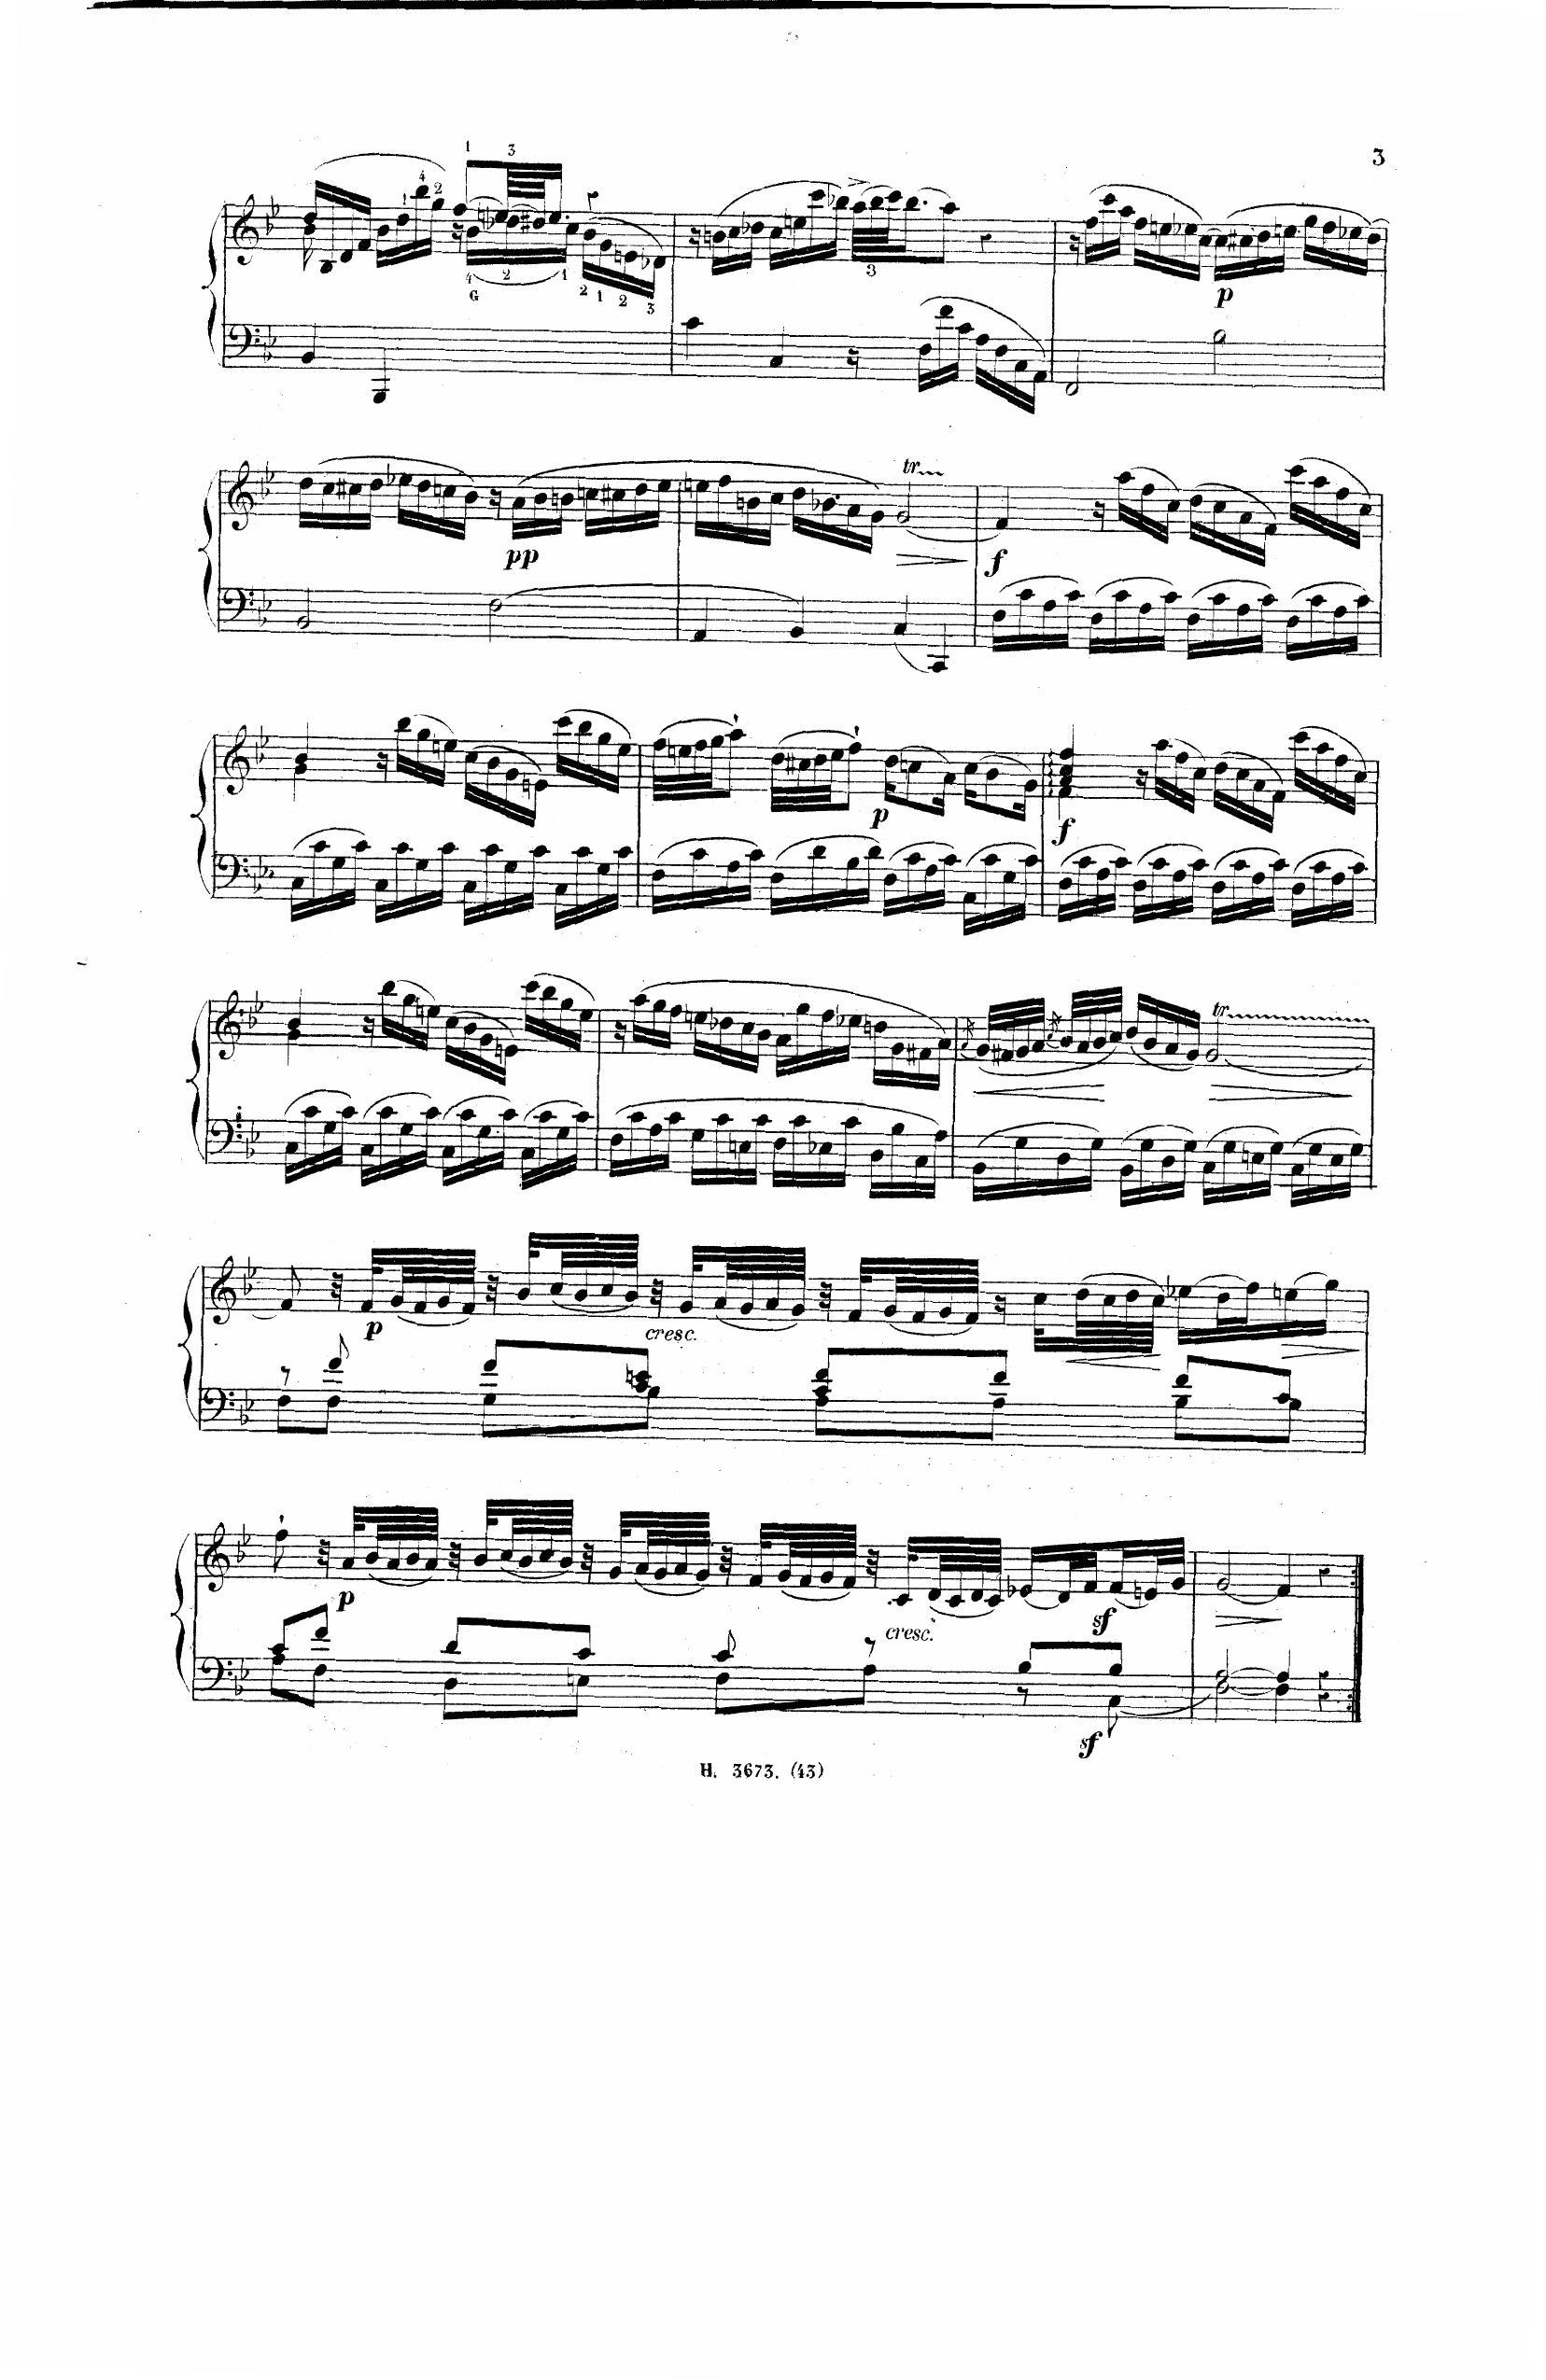 3
1 3
4
1 2
4 2 1 2 1 2 3
G
3
p
tr
pp f
p f
tr
p cresc.
p cresc. sf
sf
H. 3673. (43)